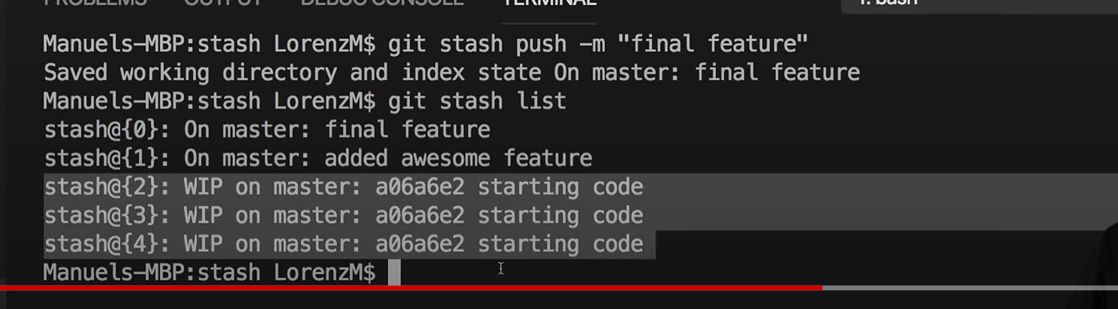 PROBLEMS OUTPUT DEBUG CONSOLE TERMINAL 1: bash
Manuels-MBP:stash LorenzM$ git stash push -m "final feature"
Saved working directory and index state On master: final feature
Manuels-MBP:stash LorenzM$ git stash list
stash@{0}: On master: final feature
stash@{1}: On master: added awesome feature
stash@{2}: WIP on master: a06a6e2 starting code
stash@{3}: WIP on master: a06a6e2 starting code
stash@{4}: WIP on master: a06a6e2 starting code
Manuels-MBP:stash LorenzM$